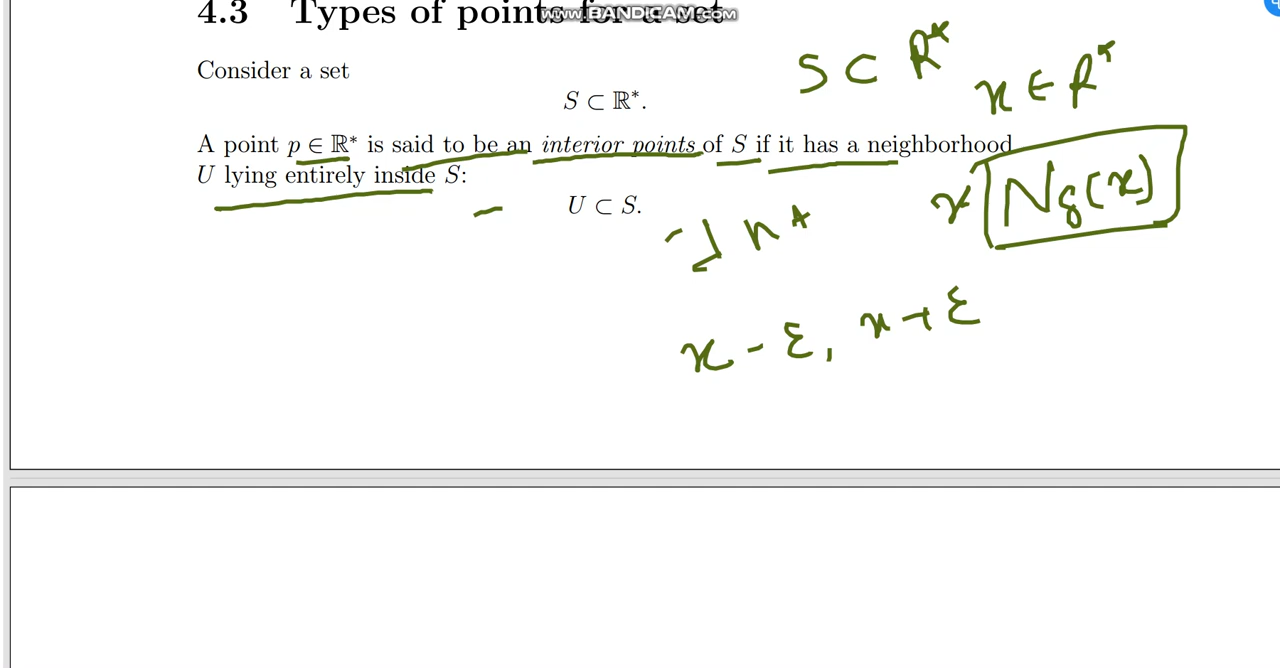 4.3 Types of points for a set
www.BANDICAM.com
Consider a set
S ⊂ ℝ*.
A point p ∈ ℝ* is said to be an interior points of S if it has a neighborhood
U lying entirely inside S:
U ⊂ S.
S ⊂ R*
x ∈ R*
x Nδ(x)
x - ε, x + ε